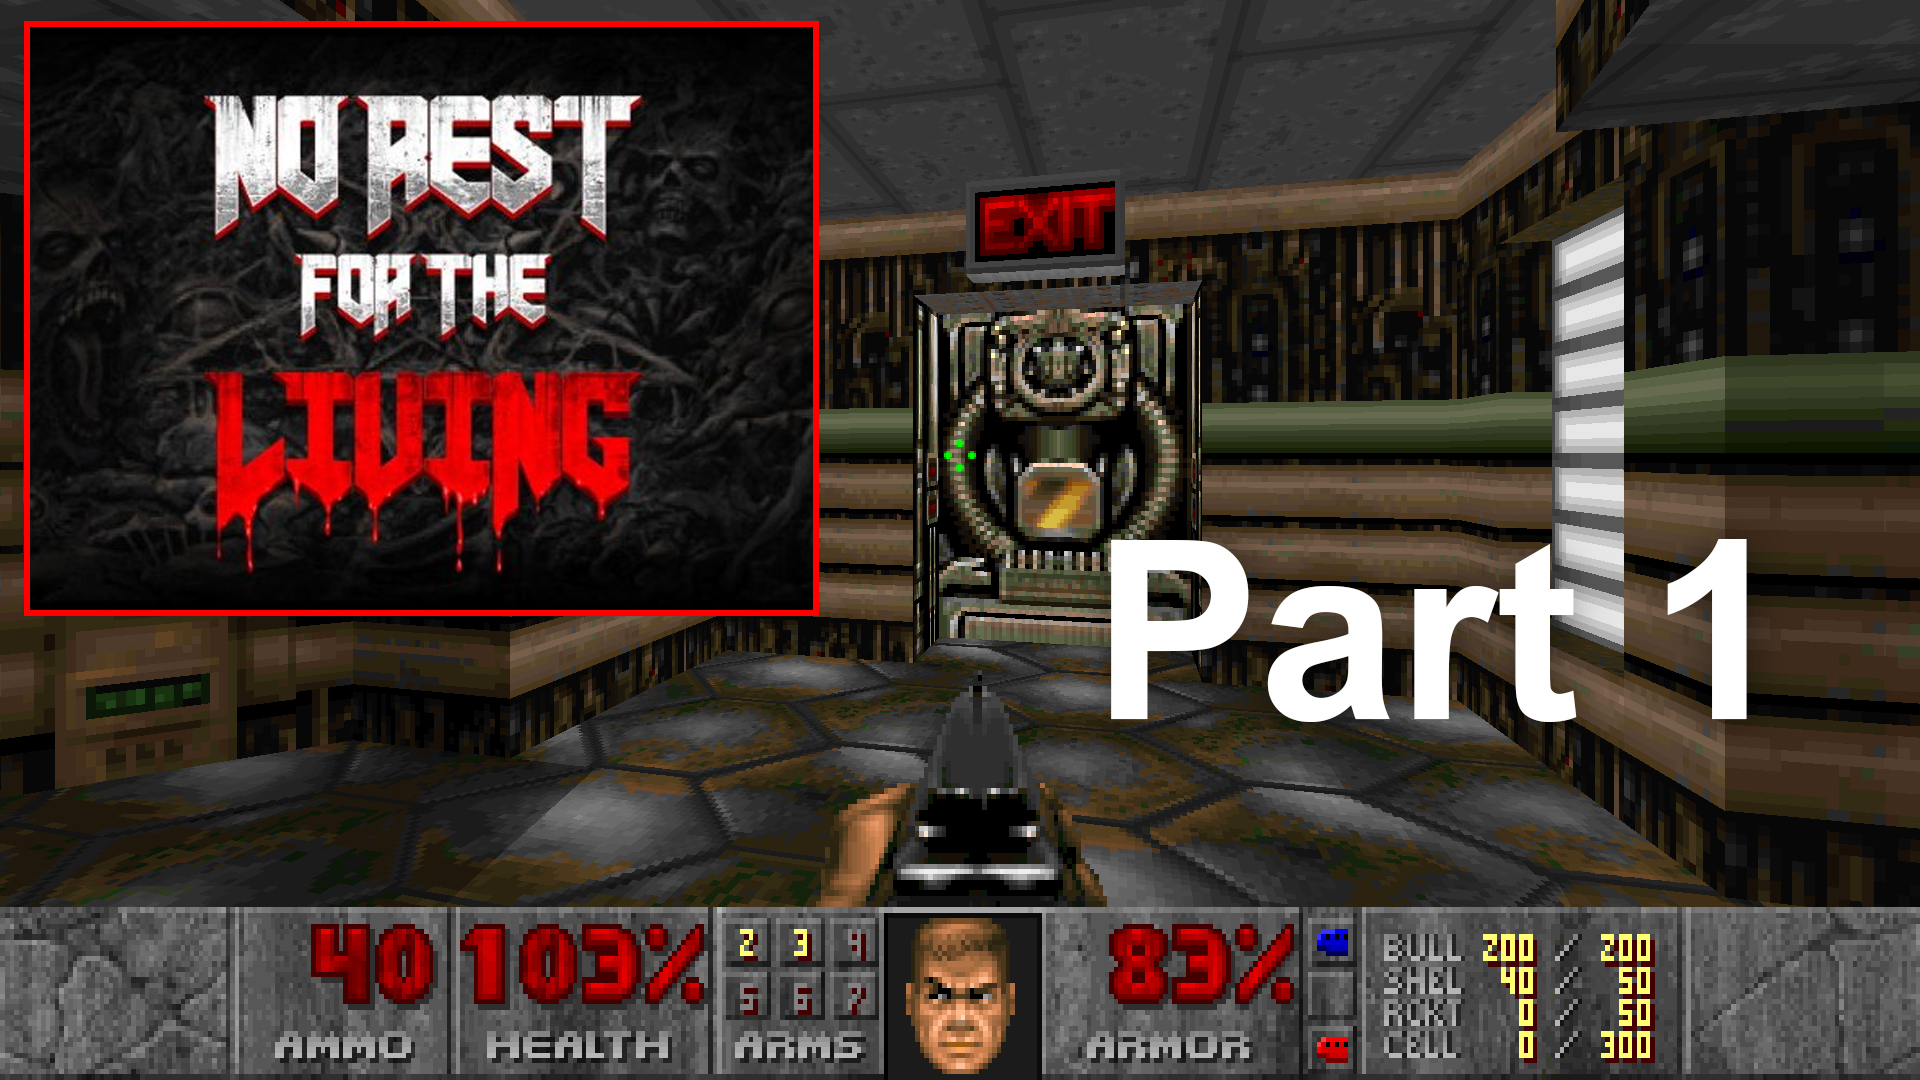 NO REST
FOR THE
LIVING
EXIT
Part 1
40
AMMO
103%
HEALTH
2 3 4
5 6 7
ARMS
83%
ARMOR
BULL 200 / 200
SHEL 40 / 50
RCKT 0 / 50
CELL 0 / 300